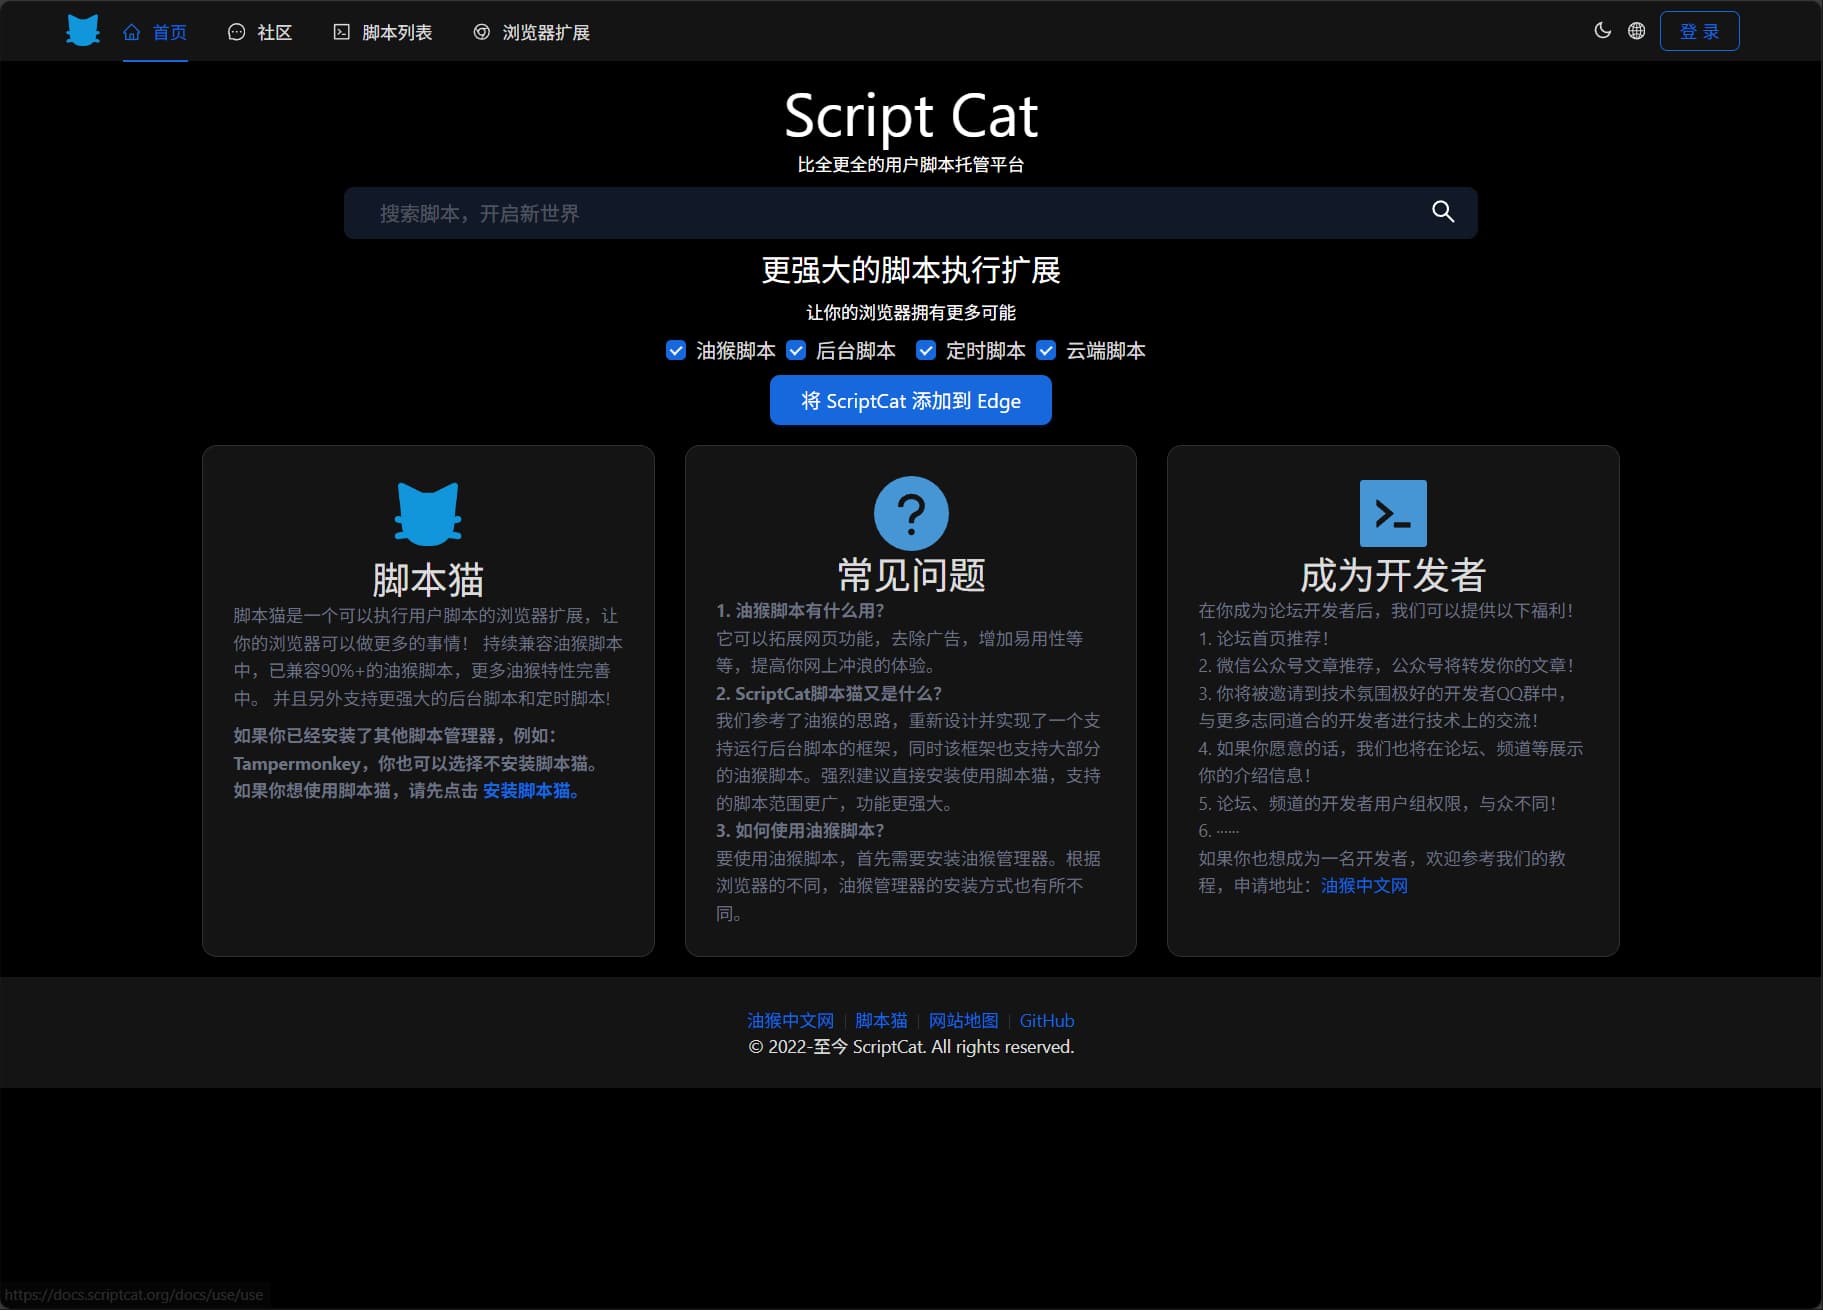 首页
社区
脚本列表
浏览器扩展
登 录
Script Cat
比全更全的用户脚本托管平台
搜索脚本，开启新世界
更强大的脚本执行扩展
让你的浏览器拥有更多可能
油猴脚本 后台脚本 定时脚本 云端脚本
将 ScriptCat 添加到 Edge
脚本猫
脚本猫是一个可以执行用户脚本的浏览器扩展，让
你的浏览器可以做更多的事情！ 持续兼容油猴脚本
中，已兼容90%+的油猴脚本，更多油猴特性完善
中。 并且另外支持更强大的后台脚本和定时脚本!
如果你已经安装了其他脚本管理器，例如：
Tampermonkey，你也可以选择不安装脚本猫。
如果你想使用脚本猫，请先点击 安装脚本猫。
常见问题
1. 油猴脚本有什么用？
它可以拓展网页功能，去除广告，增加易用性等
等，提高你网上冲浪的体验。
2. ScriptCat脚本猫又是什么？
我们参考了油猴的思路，重新设计并实现了一个支
持运行后台脚本的框架，同时该框架也支持大部分
的油猴脚本。强烈建议直接安装使用脚本猫，支持
的脚本范围更广，功能更强大。
3. 如何使用油猴脚本？
要使用油猴脚本，首先需要安装油猴管理器。根据
浏览器的不同，油猴管理器的安装方式也有所不
同。
成为开发者
在你成为论坛开发者后，我们可以提供以下福利！
1. 论坛首页推荐！
2. 微信公众号文章推荐，公众号将转发你的文章！
3. 你将被邀请到技术氛围极好的开发者QQ群中，
与更多志同道合的开发者进行技术上的交流！
4. 如果你愿意的话，我们也将在论坛、频道等展示
你的介绍信息！
5. 论坛、频道的开发者用户组权限，与众不同！
6. ······
如果你也想成为一名开发者，欢迎参考我们的教
程，申请地址：油猴中文网
油猴中文网 | 脚本猫 | 网站地图 | GitHub
© 2022-至今 ScriptCat. All rights reserved.
https://docs.scriptcat.org/docs/use/use